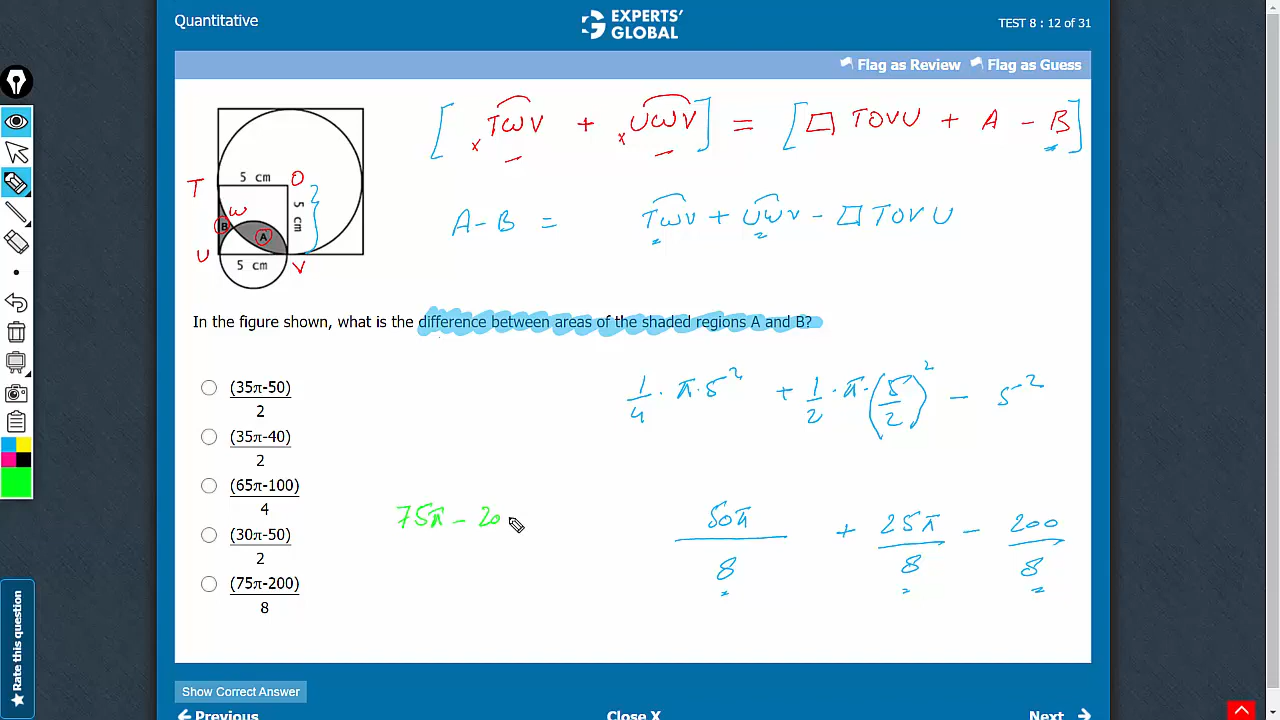 Quantitative
EXPERTS'
GLOBAL
TEST 8 : 12 of 31
Flag as Review
Flag as Guess
[ TωV + UωV ] = [ □ TOVU + A - B ]
5 cm
T
O
5 cm
W
B
A
U
V
5 cm
A - B = TωV + UωV - □ TOVU
In the figure shown, what is the difference between areas of the shaded regions A and B?
(35π-50)
2
(35π-40)
2
(65π-100)
4
(30π-50)
2
(75π-200)
8
1/4 · π · 5² + 1/2 · π · (5/2)² - 5²
75π - 20
50π/8 + 25π/8 - 200/8
Rate this question
Show Correct Answer
Previous
Close X
Next